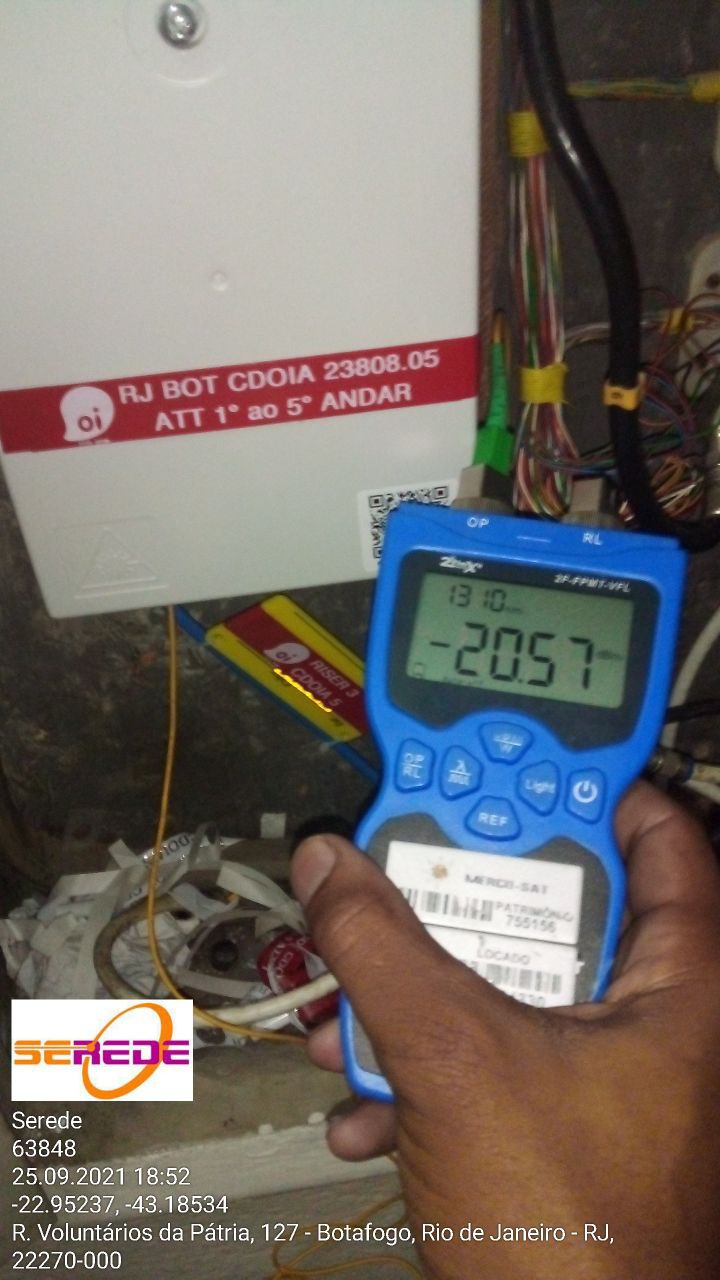 RJ BOT CDOIA 23808.05
oi
ATT 1° ao 5° ANDAR
OP
RL
1310
-20.57
oi
RISER 3
CDOIA 5
OP
RL
λ
Light
REF
MERCO-SAT
PATRIMÔNIO
755156
LOCADO
SEREDE
Serede
63848
25.09.2021 18:52
-22.95237, -43.18534
R. Voluntários da Pátria, 127 - Botafogo, Rio de Janeiro - RJ,
22270-000